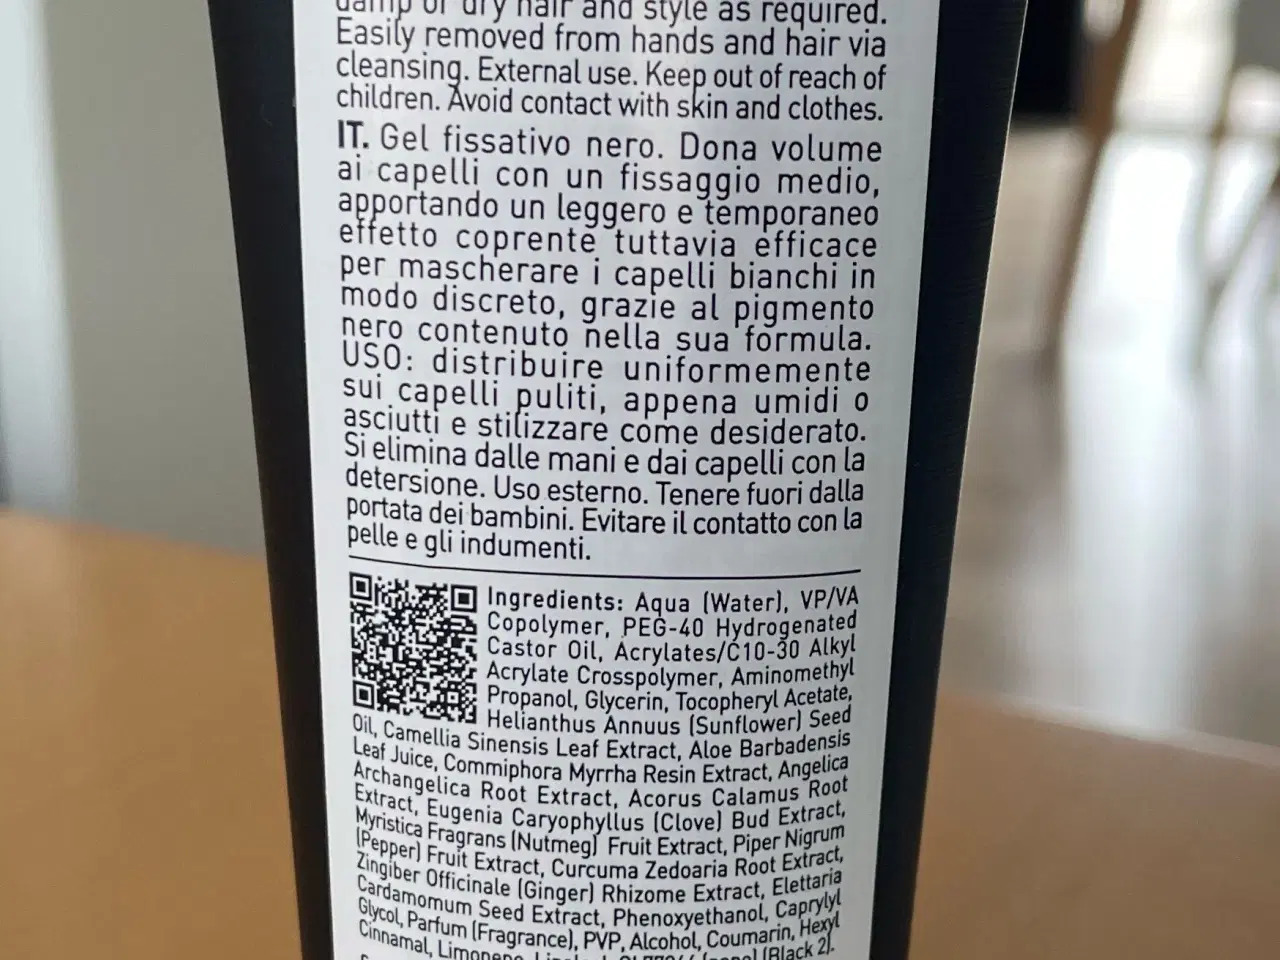 damp or dry hair and style as required.
Easily removed from hands and hair via
cleansing. External use. Keep out of reach of
children. Avoid contact with skin and clothes.
IT. Gel fissativo nero. Dona volume
ai capelli con un fissaggio medio,
apportando un leggero e temporaneo
effetto coprente tuttavia efficace
per mascherare i capelli bianchi in
modo discreto, grazie al pigmento
nero contenuto nella sua formula.
USO: distribuire uniformemente
sui capelli puliti, appena umidi o
asciutti e stilizzare come desiderato.
Si elimina dalle mani e dai capelli con la
detersione. Uso esterno. Tenere fuori dalla
portata dei bambini. Evitare il contatto con la
pelle e gli indumenti.
Ingredients: Aqua (Water), VP/VA
Copolymer, PEG-40 Hydrogenated
Castor Oil, Acrylates/C10-30 Alkyl
Acrylate Crosspolymer, Aminomethyl
Propanol, Glycerin, Tocopheryl Acetate,
Helianthus Annuus (Sunflower) Seed
Oil, Camellia Sinensis Leaf Extract, Aloe Barbadensis
Leaf Juice, Commiphora Myrrha Resin Extract, Angelica
Archangelica Root Extract, Acorus Calamus Root
Extract, Eugenia Caryophyllus (Clove) Bud Extract,
Myristica Fragrans (Nutmeg) Fruit Extract, Piper Nigrum
(Pepper) Fruit Extract, Curcuma Zedoaria Root Extract,
Zingiber Officinale (Ginger) Rhizome Extract, Elettaria
Cardamomum Seed Extract, Phenoxyethanol, Caprylyl
Glycol, Parfum (Fragrance), PVP, Alcohol, Coumarin, Hexyl
Cinnamal, Limonene, (Black 2).